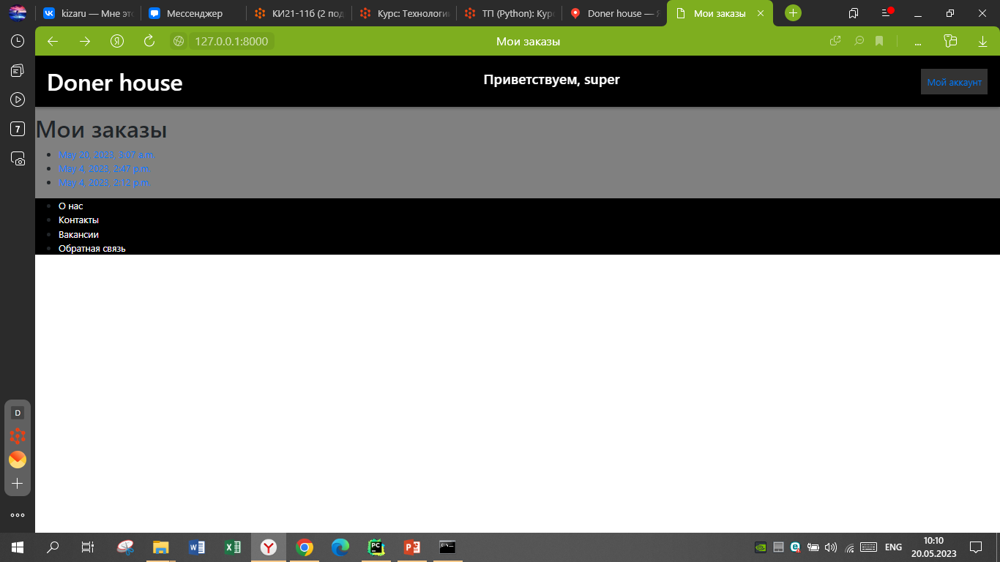 kizaru — Мне это
Мессенджер
КИ21-11б (2 под
Курс: Технологи
ТП (Python): Кур
Doner house — Я
Мои заказы
127.0.0.1:8000
Мои заказы
...
Doner house
Приветствуем, super
Мой аккаунт
7
Мои заказы
May 20, 2023, 3:07 a.m.
May 4, 2023, 2:47 p.m.
May 4, 2023, 2:12 p.m.
О нас
Контакты
Вакансии
Обратная связь
D
ENG
10:10
20.05.2023